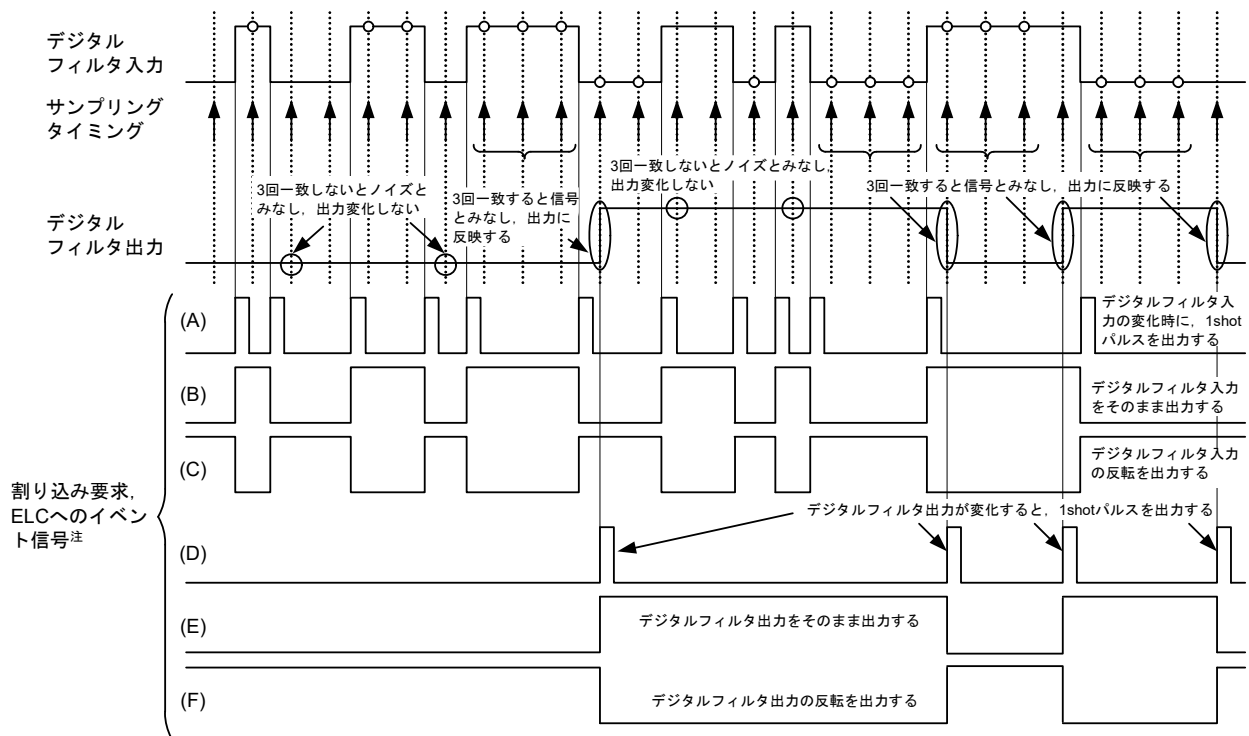 デジタル
フィルタ入力
サンプリング
タイミング
3回一致しないとノイズと
みなし，出力変化しない
3回一致すると信号
とみなし，出力に
反映する
3回一致しないとノイズとみなし，
出力変化しない
3回一致すると信号とみなし，出力に反映する
デジタル
フィルタ出力
(A)
デジタルフィルタ入
力の変化時に，1shot
パルスを出力する
(B)
デジタルフィルタ入力
をそのまま出力する
(C)
デジタルフィルタ入力
の反転を出力する
割り込み要求，
ELCへのイベン
ト信号注
デジタルフィルタ出力が変化すると，1shotパルスを出力する
(D)
(E)
デジタルフィルタ出力をそのまま出力する
(F)
デジタルフィルタ出力の反転を出力する